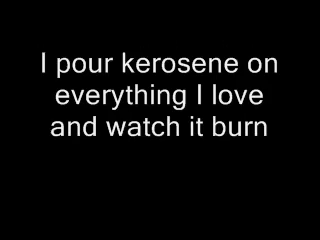 I pour kerosene on
everything I love
and watch it burn